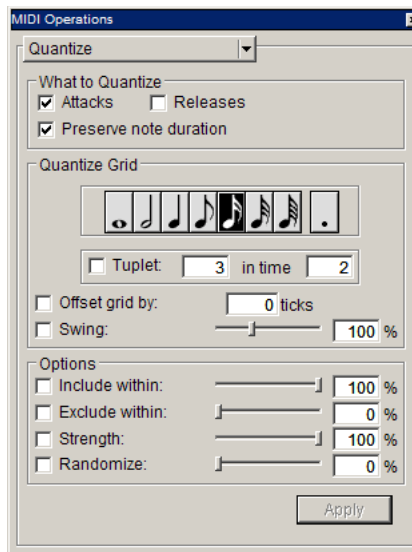 MIDI Operations
Quantize
What to Quantize
Attacks Releases
Preserve note duration
Quantize Grid
Tuplet: 3 in time 2
Offset grid by: 0 ticks
Swing: 100 %
Options
Include within: 100 %
Exclude within: 0 %
Strength: 100 %
Randomize: 0 %
Apply